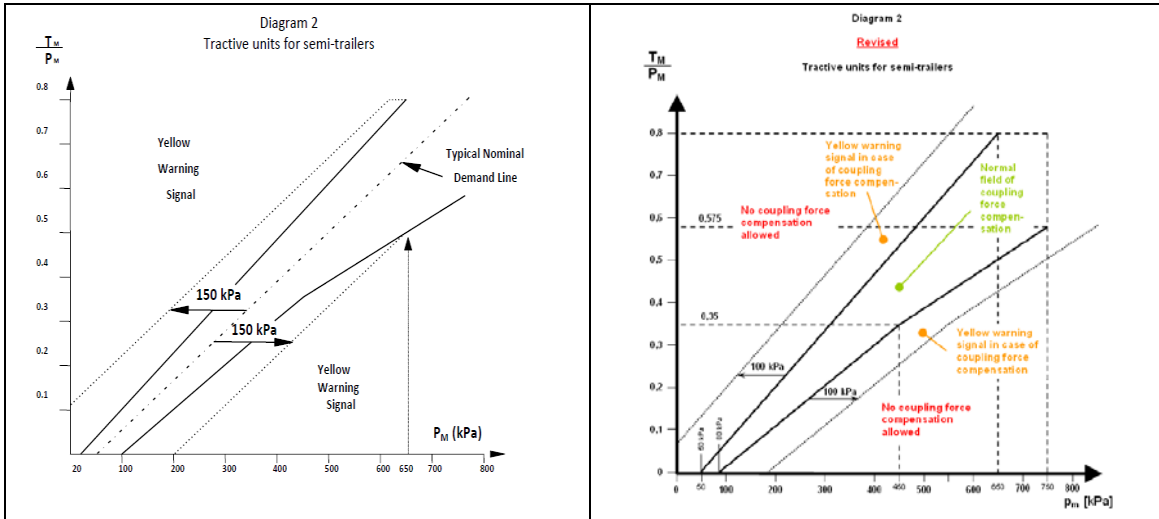 Diagram 2
Tractive units for semi-trailers
T_M
P_M
0.8
0.7
0.6
0.5
0.4
0.3
0.2
0.1
Yellow
Warning
Signal
Typical Nominal
Demand Line
150 kPa
150 kPa
Yellow
Warning
Signal
P_M (kPa)
20
100
200
300
400
500
600
650
700
800
Diagram 2
Revised
Tractive units for semi-trailers
T_M
P_M
0.8
0.7
0.6
0.5
0.4
0.3
0.2
0.1
0
0.575
0.35
Yellow warning
signal in case
of coupling
force compen-
sation
Normal
field of
coupling
force
compen-
sation
No coupling force
compensation
allowed
Yellow warning
signal in case of
coupling force
compensation
100 kPa
100 kPa
No coupling force
compensation
allowed
0
50
100
200
300
400
450
500
600
650
700
750
800
p_m [kPa]